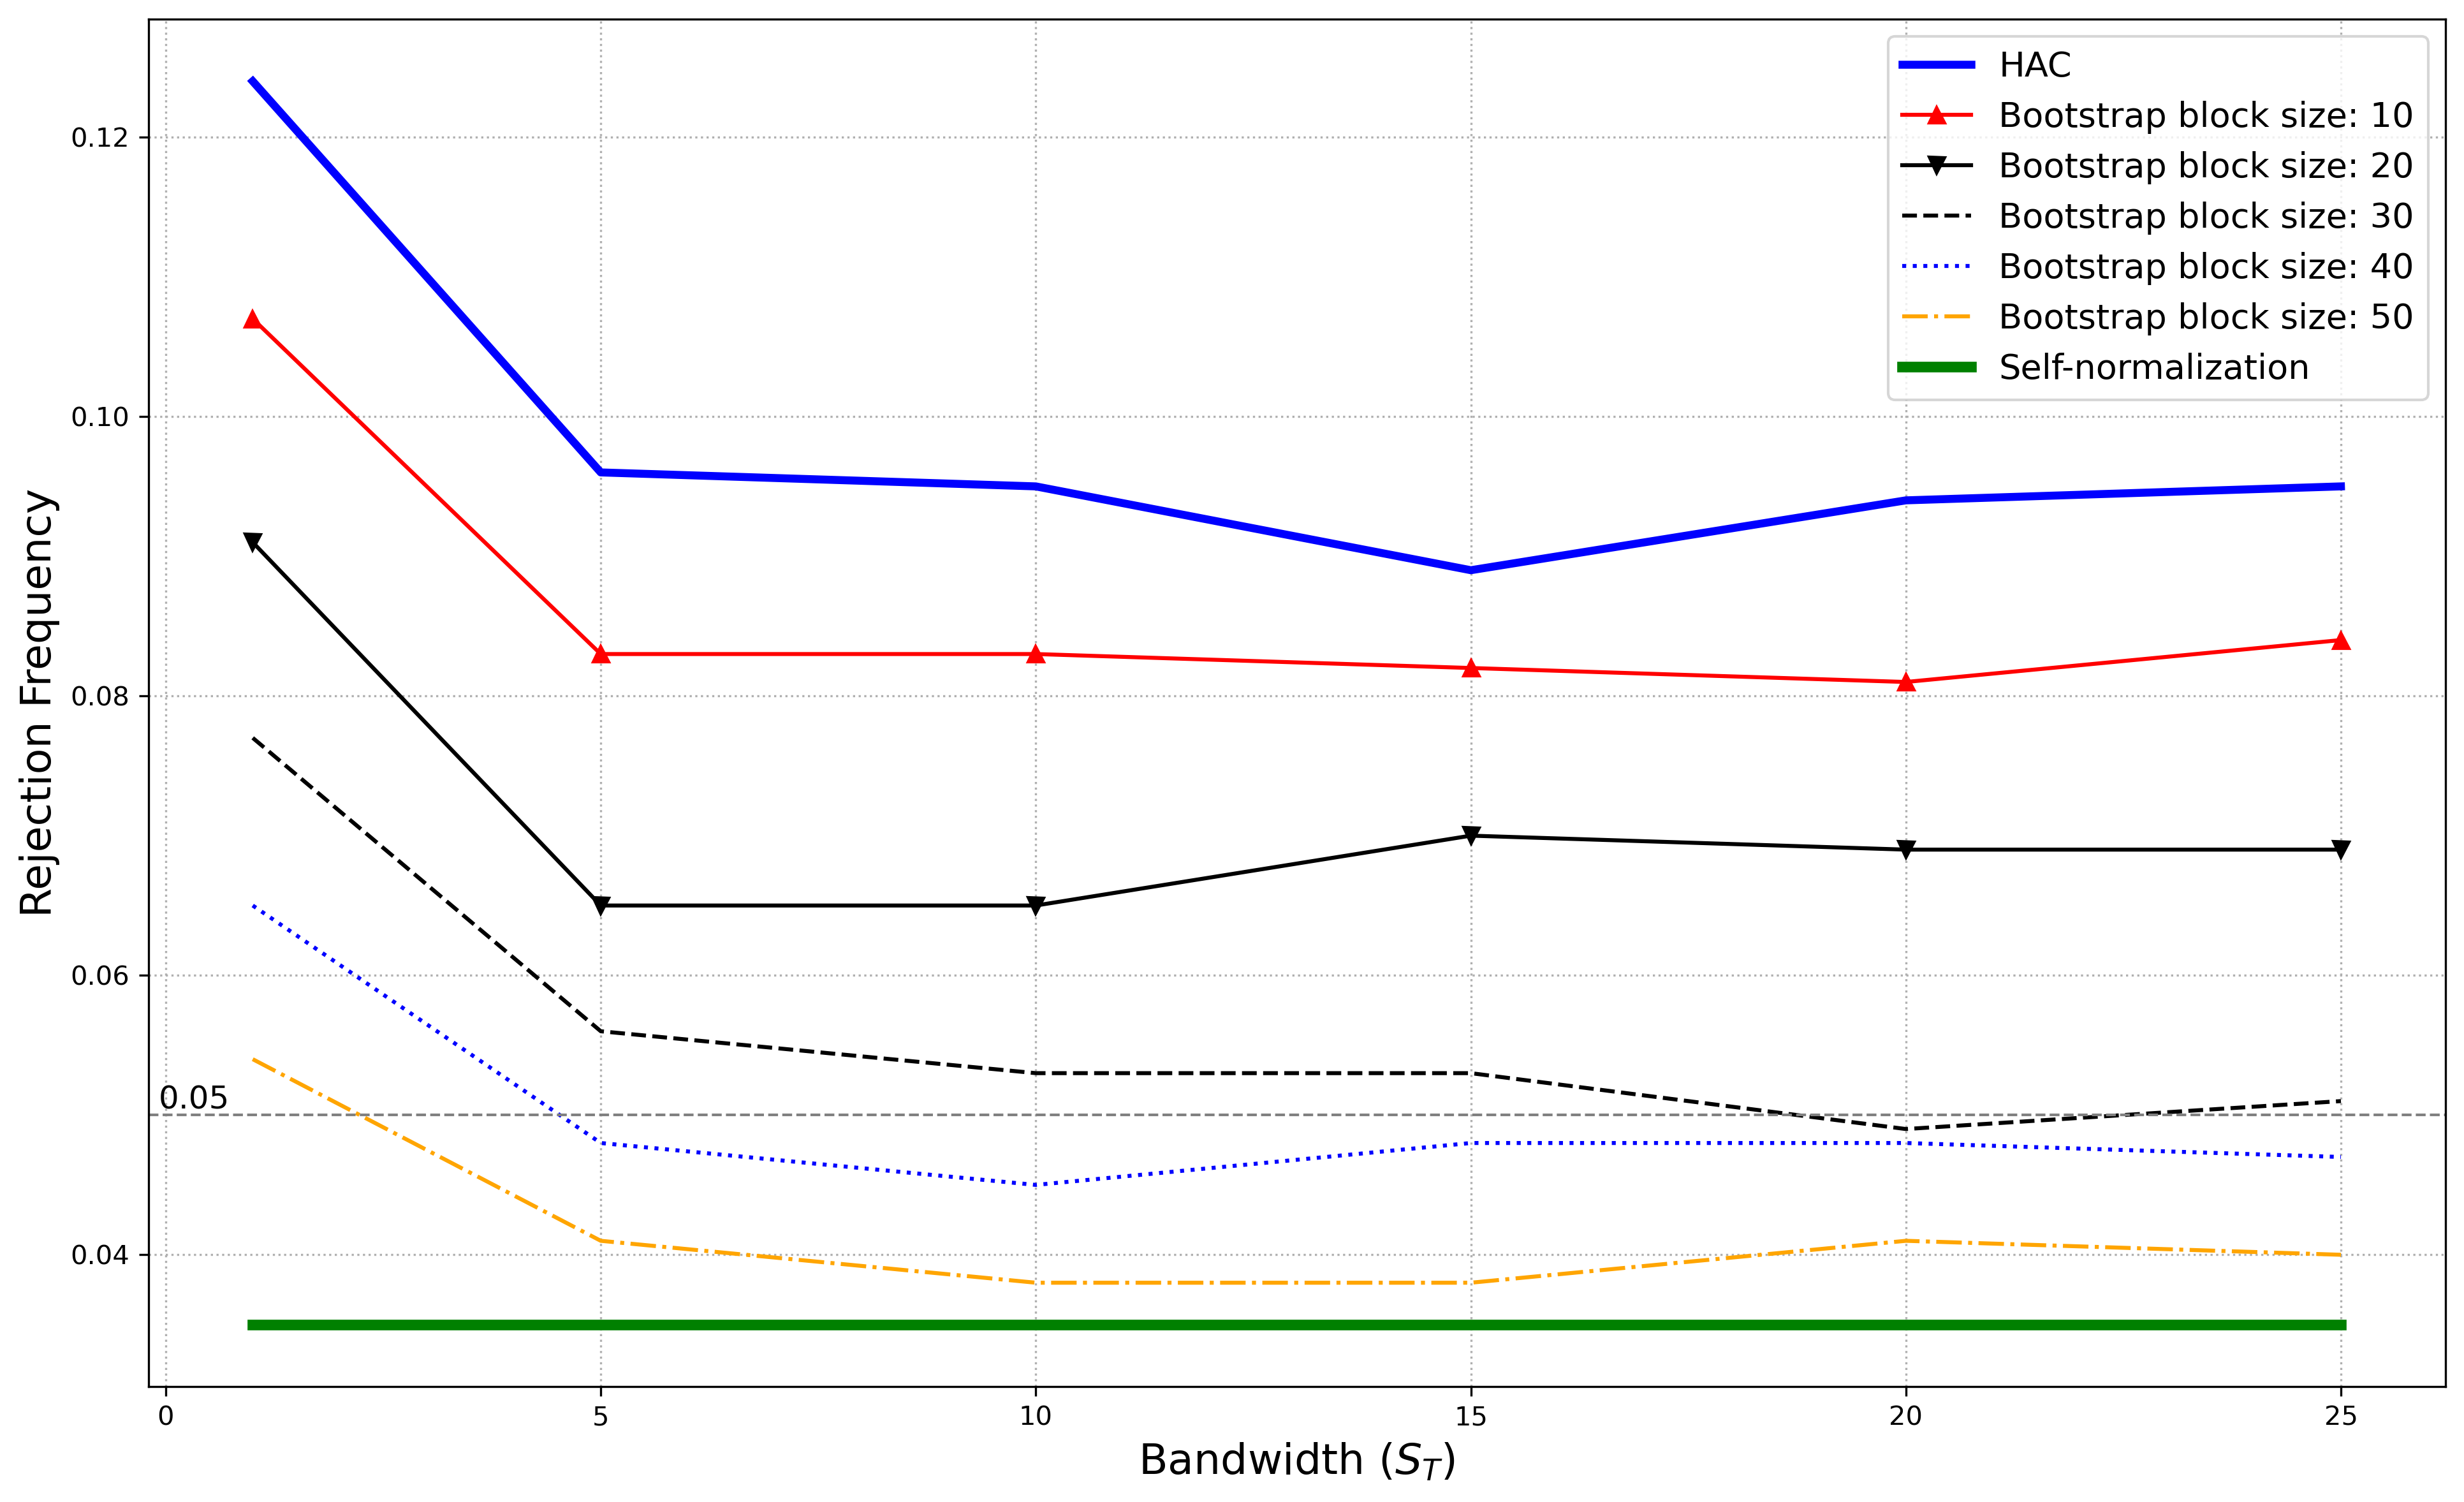 HAC
Bootstrap block size: 10
Bootstrap block size: 20
Bootstrap block size: 30
Bootstrap block size: 40
Bootstrap block size: 50
Self-normalization
Rejection Frequency
0.12
0.10
0.08
0.06
0.05
0.04
0 5 10 15 20 25
Bandwidth (S_T)